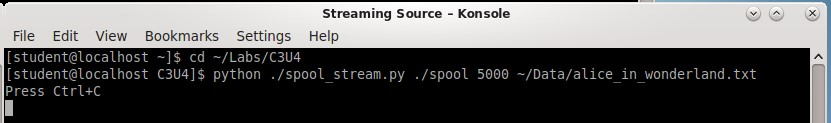 Streaming Source – Konsole
File Edit View Bookmarks Settings Help
[student@localhost ~]$ cd ~/Labs/C3U4
[student@localhost C3U4]$ python ./spool_stream.py ./spool 5000 ~/Data/alice_in_wonderland.txt
Press Ctrl+C